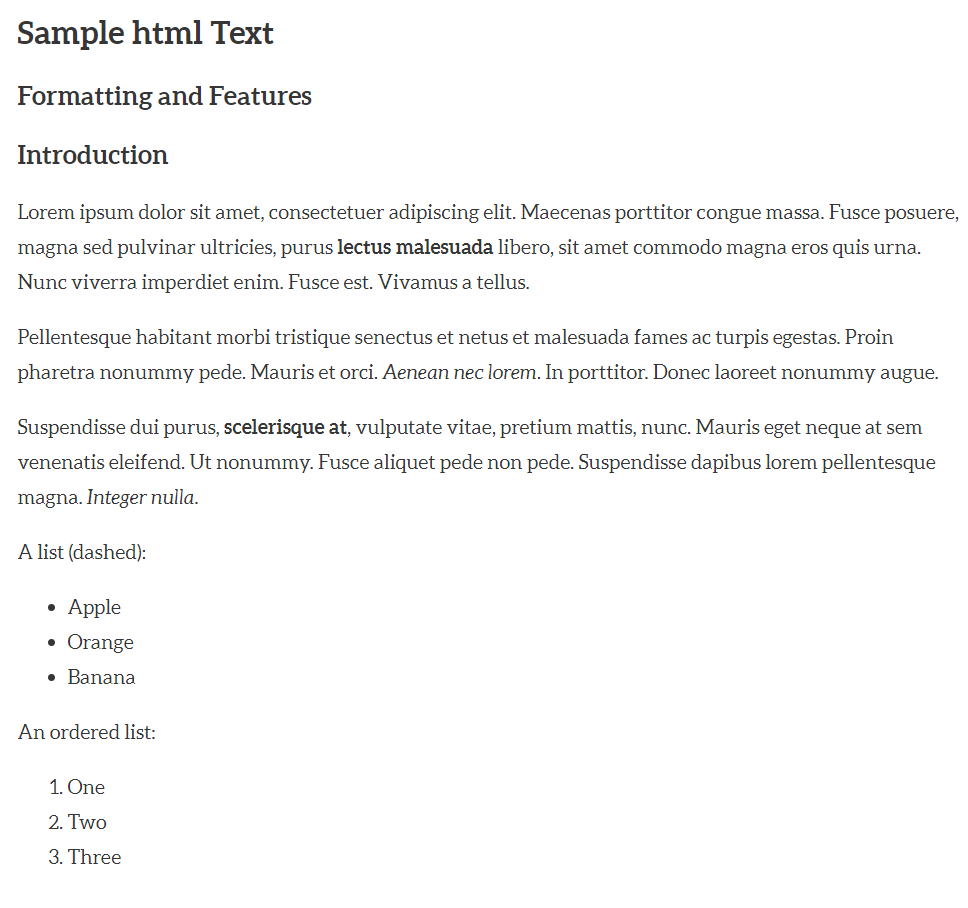 Sample html Text
Formatting and Features
Introduction
Lorem ipsum dolor sit amet, consectetuer adipiscing elit. Maecenas porttitor congue massa. Fusce posuere,
magna sed pulvinar ultricies, purus lectus malesuada libero, sit amet commodo magna eros quis urna.
Nunc viverra imperdiet enim. Fusce est. Vivamus a tellus.
Pellentesque habitant morbi tristique senectus et netus et malesuada fames ac turpis egestas. Proin
pharetra nonummy pede. Mauris et orci. Aenean nec lorem. In porttitor. Donec laoreet nonummy augue.
Suspendisse dui purus, scelerisque at, vulputate vitae, pretium mattis, nunc. Mauris eget neque at sem
venenatis eleifend. Ut nonummy. Fusce aliquet pede non pede. Suspendisse dapibus lorem pellentesque
magna. Integer nulla.
A list (dashed):
• Apple
• Orange
• Banana
An ordered list:
1. One
2. Two
3. Three